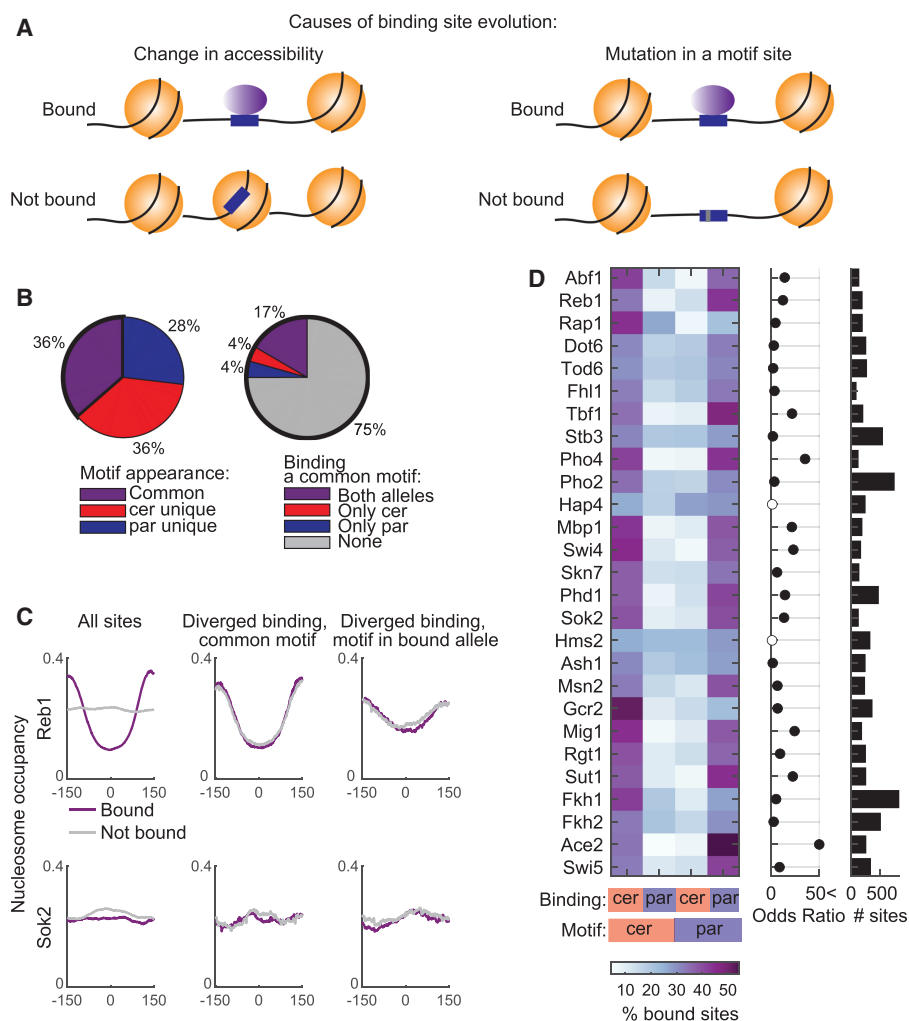 A
Causes of binding site evolution:
Change in accessibility
Mutation in a motif site
Bound
Bound
Not bound
Not bound
B
36%
28%
36%
Motif appearance:
Common
cer unique
par unique
17%
4%
4%
75%
Binding
a common motif:
Both alleles
Only cer
Only par
None
C
All sites
Diverged binding,
common motif
Diverged binding,
motif in bound allele
Nucleosome occupancy
Reb1
0.4
0
-150 0 150
0.4
0
-150 0 150
0.4
0
-150 0 150
Bound
Not bound
Sok2
0.4
0
-150 0 150
0.4
0
-150 0 150
0.4
0
-150 0 150
D
Abf1
Reb1
Rap1
Dot6
Tod6
Fhl1
Tbf1
Stb3
Pho4
Pho2
Hap4
Mbp1
Swi4
Skn7
Phd1
Sok2
Hms2
Ash1
Msn2
Gcr2
Mig1
Rgt1
Sut1
Fkh1
Fkh2
Ace2
Swi5
Binding: cer par cer par
Motif: cer par
0 50<
Odds Ratio
0 500
# sites
10 30 50
% bound sites